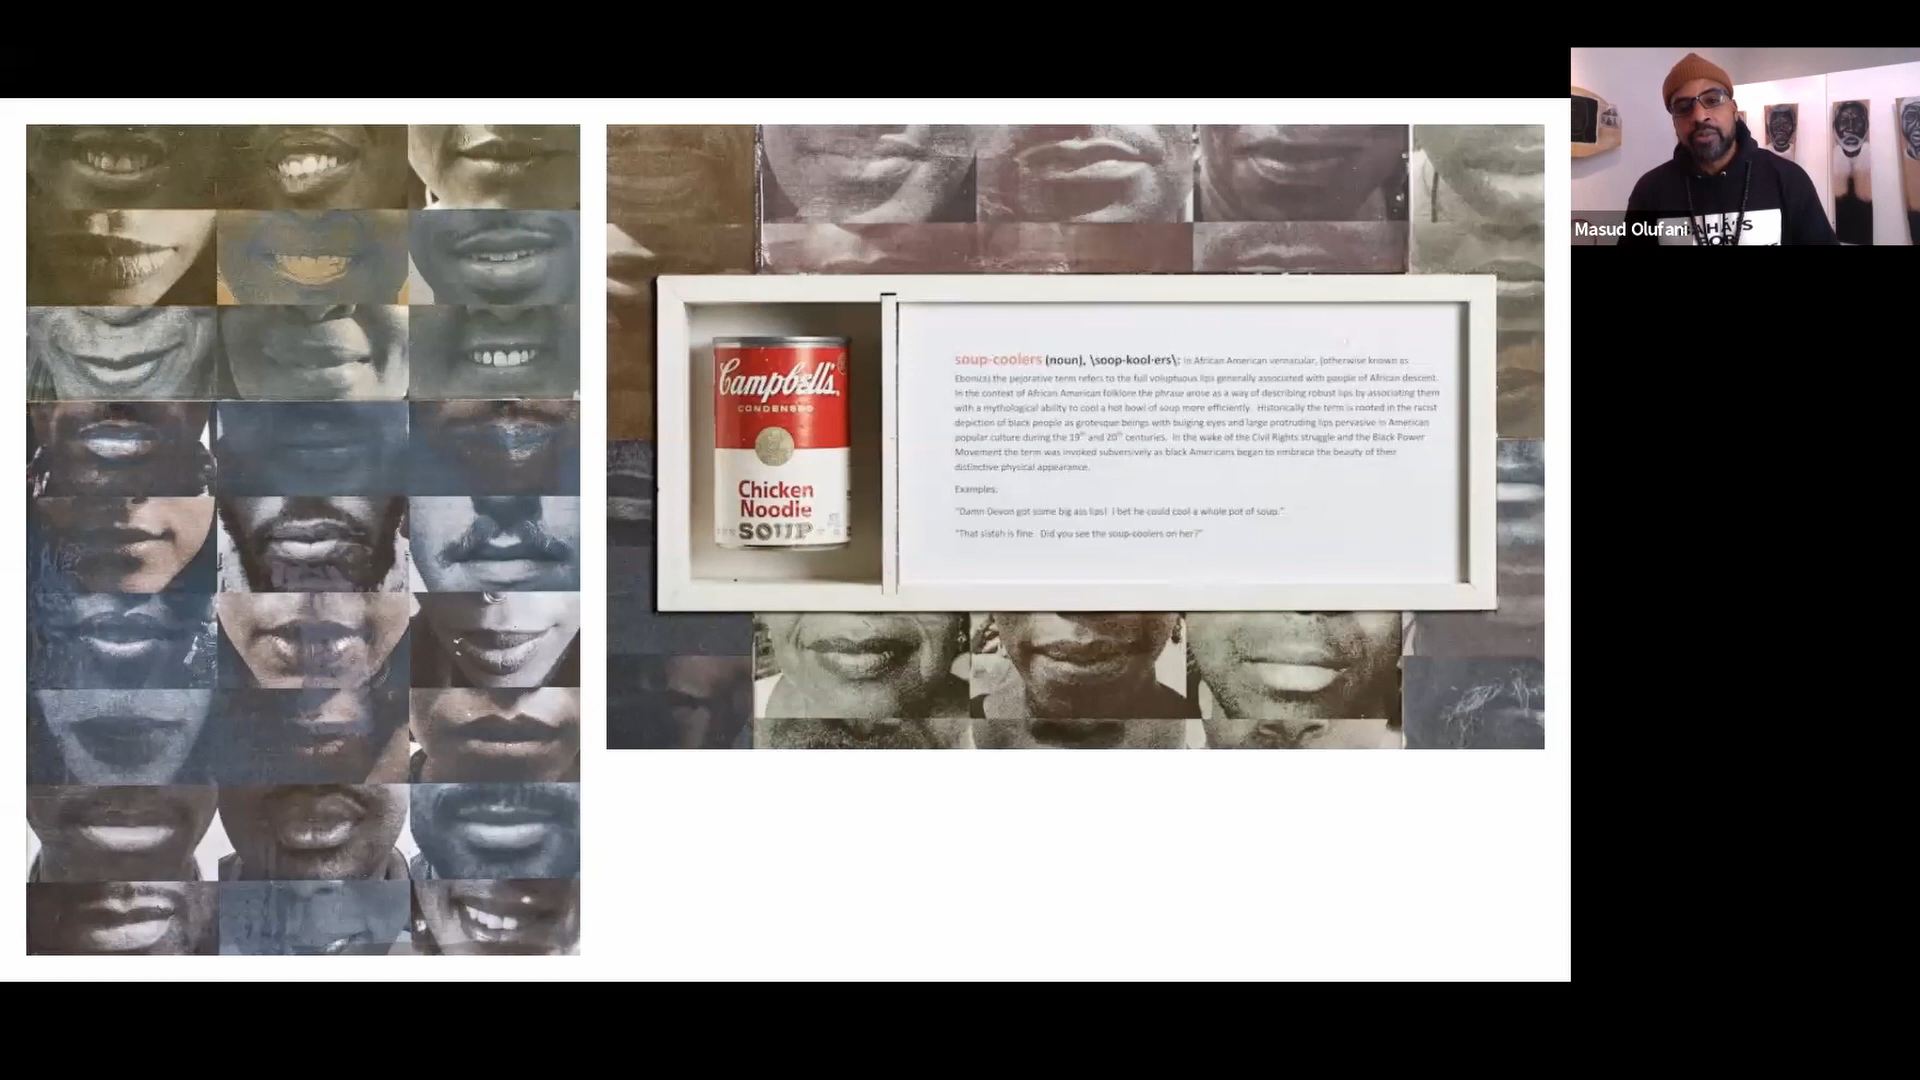 Campbell's
CONDENSED
Chicken
Noodle
SOUP
soup-coolers (noun), \soop-kool·ers\: in African American vernacular, (otherwise known as
Ebonics) the pejorative term refers to the full voluptuous lips generally associated with people of African descent.
In the context of African American folklore the phrase arose as a way of describing robust lips by associating them
with a mythological ability to cool a hot bowl of soup more efficiently. Historically the term is rooted in the racist
depiction of black people as grotesque beings with bulging eyes and large protruding lips pervasive in American
popular culture during the 19th and 20th centuries. In the wake of the Civil Rights struggle and the Black Power
Movement the term was invoked subversively as black Americans began to embrace the beauty of their
distinctive physical appearance.
Examples:
"Damn Devon got some big ass lips! I bet he could cool a whole pot of soup."
"That sistah is fine. Did you see the soup-coolers on her?"
Masud Olufani